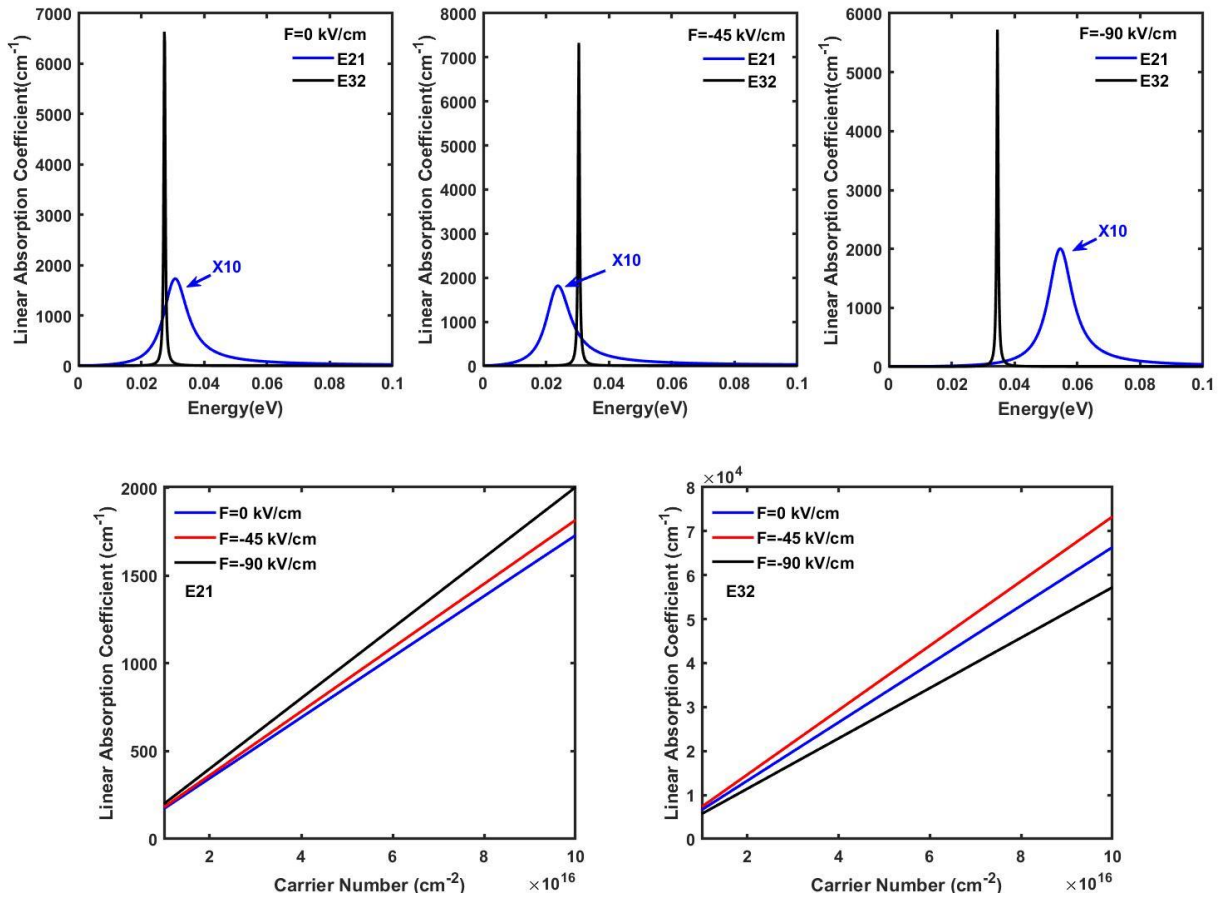 Linear Absorption Coefficient(cm-1)
7000
6000
5000
4000
3000
2000
1000
0
F=0 kV/cm
E21
E32
X10
0 0.02 0.04 0.06 0.08 0.1
Energy(eV)
Linear Absorption Coefficient(cm-1)
8000
7000
6000
5000
4000
3000
2000
1000
0
F=-45 kV/cm
E21
E32
X10
0 0.02 0.04 0.06 0.08 0.1
Energy(eV)
Linear Absorption Coefficient(cm-1)
6000
5000
4000
3000
2000
1000
0
F=-90 kV/cm
E21
E32
X10
0 0.02 0.04 0.06 0.08 0.1
Energy(eV)
Linear Absorption Coefficient (cm-1)
2000
1500
1000
500
0
F=0 kV/cm
F=-45 kV/cm
F=-90 kV/cm
E21
2 4 6 8 10
Carrier Number (cm-2) ×1016
Linear Absorption Coefficient (cm-1)
×104
8
7
6
5
4
3
2
1
0
F=0 kV/cm
F=-45 kV/cm
F=-90 kV/cm
E32
2 4 6 8 10
Carrier Number (cm-2) ×1016